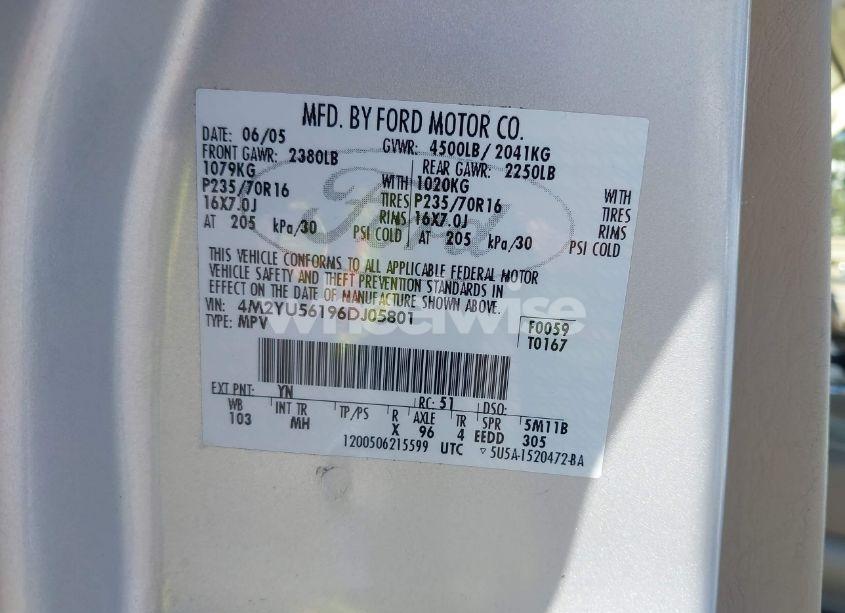 MFD. BY FORD MOTOR CO.
DATE: 06/05 GVWR: 4500LB/ 2041KG
FRONT GAWR: 2380LB REAR GAWR: 2250LB
1079KG WITH 1020KG WITH
P235/70R16 TIRES P235/70R16 TIRES
16X7.0J RIMS 16X7.0J RIMS
AT 205 kPa/30 PSI COLD AT 205 kPa/30 PSI COLD
Ford
THIS VEHICLE CONFORMS TO ALL APPLICABLE FEDERAL MOTOR
VEHICLE SAFETY AND THEFT PREVENTION STANDARDS IN
EFFECT ON THE DATE OF MANUFACTURE SHOWN ABOVE.
VIN: 4M2YU56196DJ05801 F0059
TYPE: MPV T0167
wheelwise
EXT PNT: YN RC: 51 DSO:
WB INT TR TP/PS R AXLE TR SPR 5M11B
103 MH X 96 4 EEDD 305
1200506215599 UTC ▽5U5A-1520472-BA